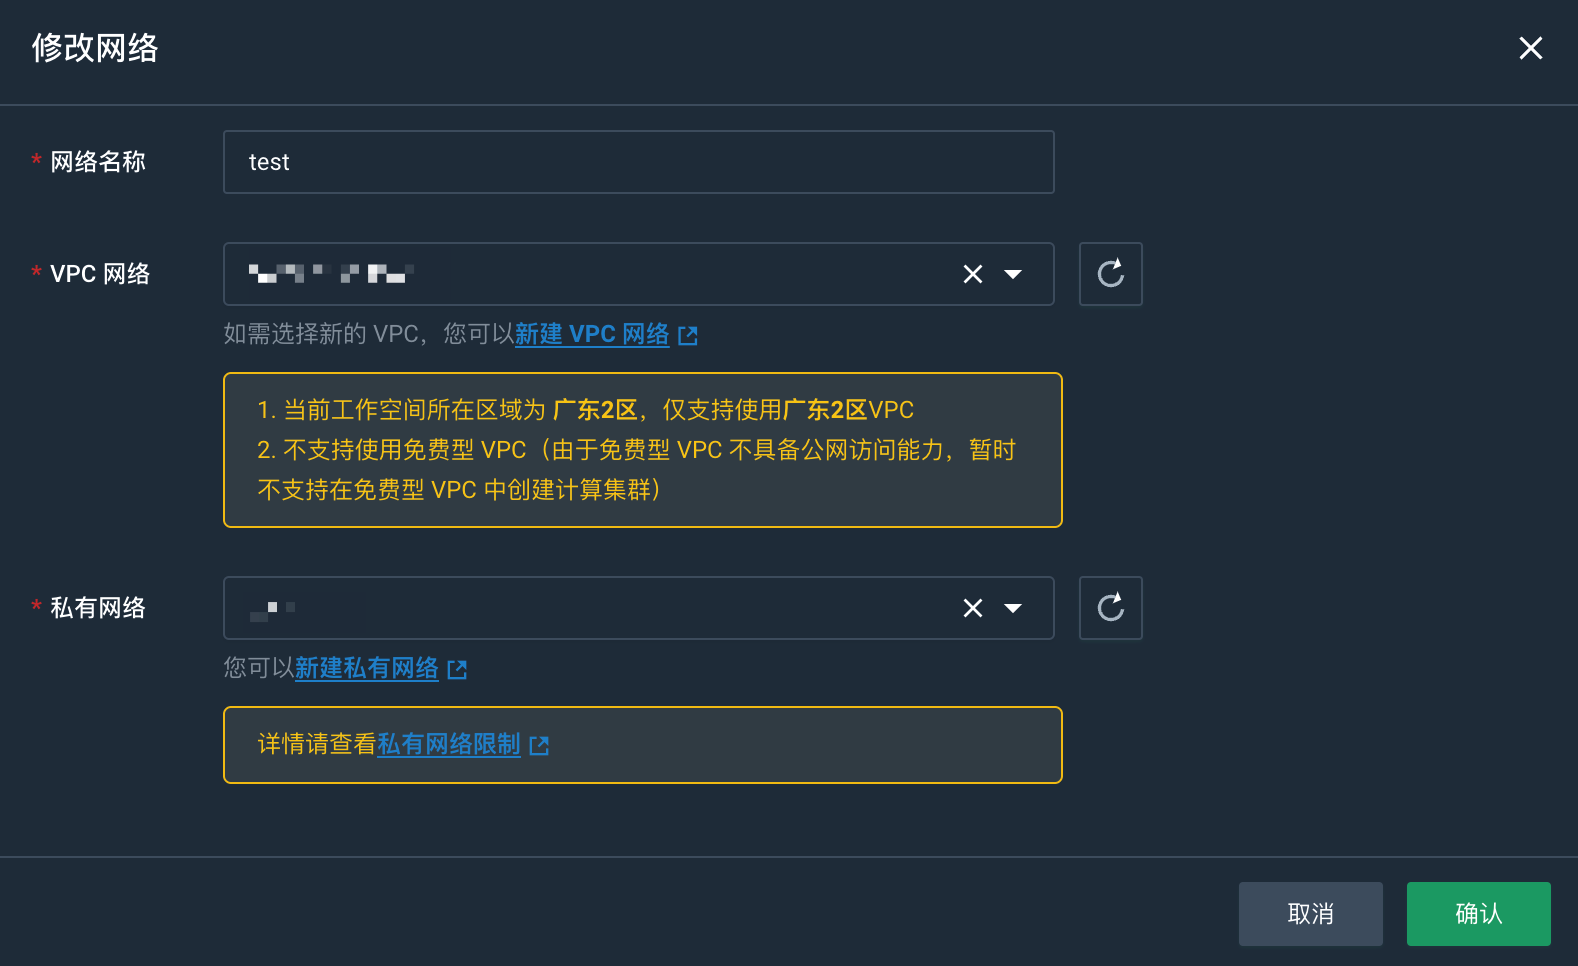 修改网络
* 网络名称
test
* VPC 网络
如需选择新的 VPC，您可以新建 VPC 网络
1. 当前工作空间所在区域为 广东2区，仅支持使用广东2区VPC
2. 不支持使用免费型 VPC（由于免费型 VPC 不具备公网访问能力，暂时
不支持在免费型 VPC 中创建计算集群）
* 私有网络
您可以新建私有网络
详情请查看私有网络限制
取消
确认